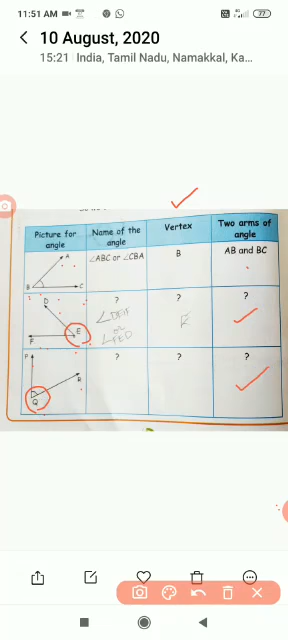 11:51 AM
77
10 August, 2020
15:21 India, Tamil Nadu, Namakkal, Ka...
Picture for angle Name of the angle Vertex Two arms of angle
A
B C
∠ABC or ∠CBA B AB and BC
D
E
F
? ? ?
∠DEF
or
∠FED
E
P
R
Q
? ? ?